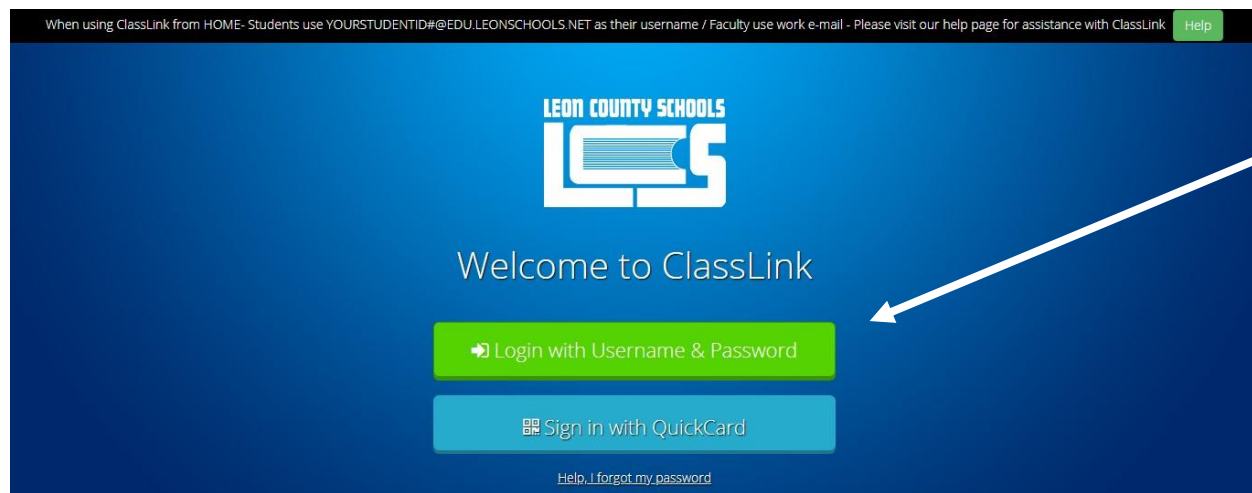 When using ClassLink from HOME- Students use YOURSTUDENTID#@EDU.LEONSCHOOLS.NET as their username / Faculty use work e-mail - Please visit our help page for assistance with ClassLink Help
LEON COUNTY SCHOOLS
LCS
Welcome to ClassLink
Login with Username & Password
Sign in with QuickCard
Help, I forgot my password